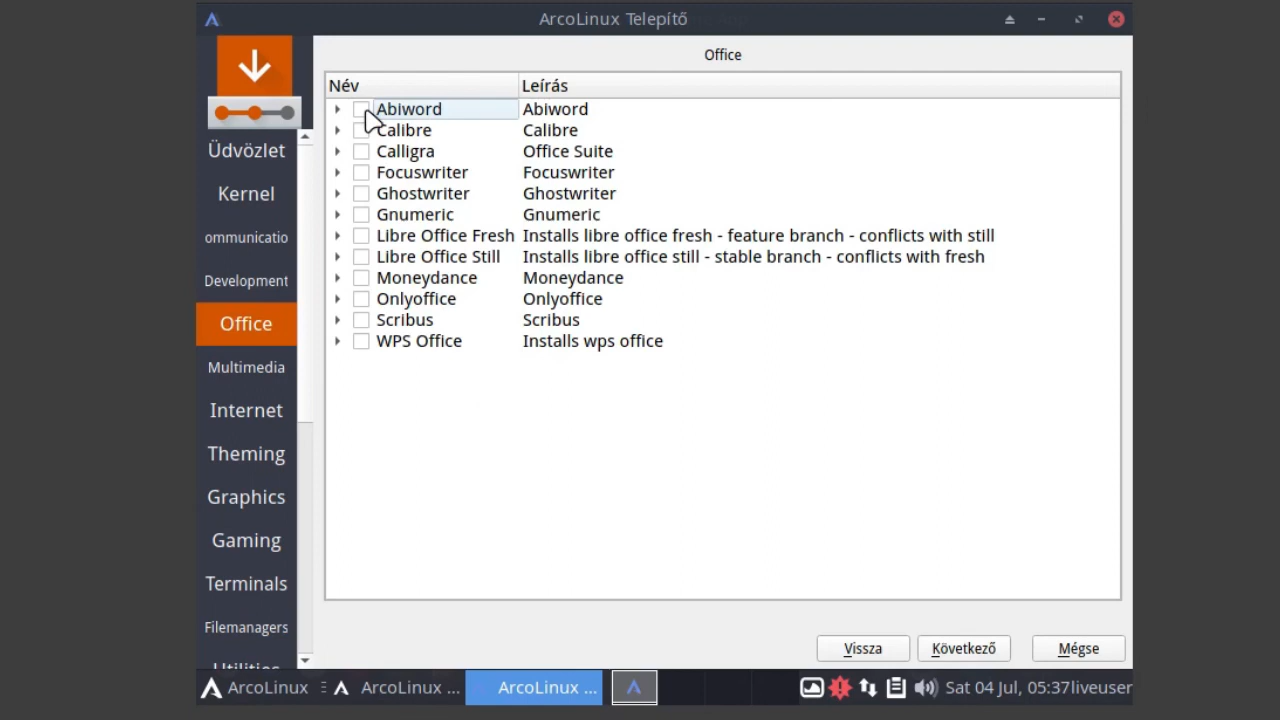 ArcoLinux Telepítő
Office
Név Leírás
Abiword Abiword
Calibre Calibre
Calligra Office Suite
Focuswriter Focuswriter
Ghostwriter Ghostwriter
Gnumeric Gnumeric
Libre Office Fresh Installs libre office fresh - feature branch - conflicts with still
Libre Office Still Installs libre office still - stable branch - conflicts with fresh
Moneydance Moneydance
Onlyoffice Onlyoffice
Scribus Scribus
WPS Office Installs wps office
Üdvözlet
Kernel
ommunicatio
Development
Office
Multimedia
Internet
Theming
Graphics
Gaming
Terminals
Filemanagers
Utilities
Vissza Következő Mégse
ArcoLinux ArcoLinux ... ArcoLinux ... Sat 04 Jul, 05:37liveuser